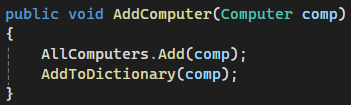 public void AddComputer(Computer comp)
{
    AllComputers.Add(comp);
    AddToDictionary(comp);
}